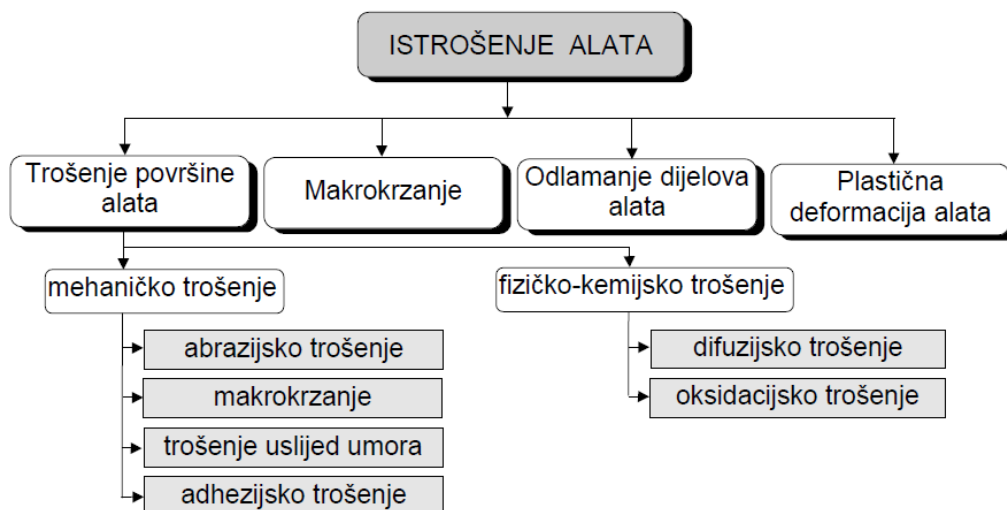 ISTROŠENJE ALATA
Trošenje površine
alata
Makrokrzanje
Odlamanje dijelova
alata
Plastična
deformacija alata
mehaničko trošenje
fizičko-kemijsko trošenje
abrazijsko trošenje
makrokrzanje
trošenje uslijed umora
adhezijsko trošenje
difuzijsko trošenje
oksidacijsko trošenje